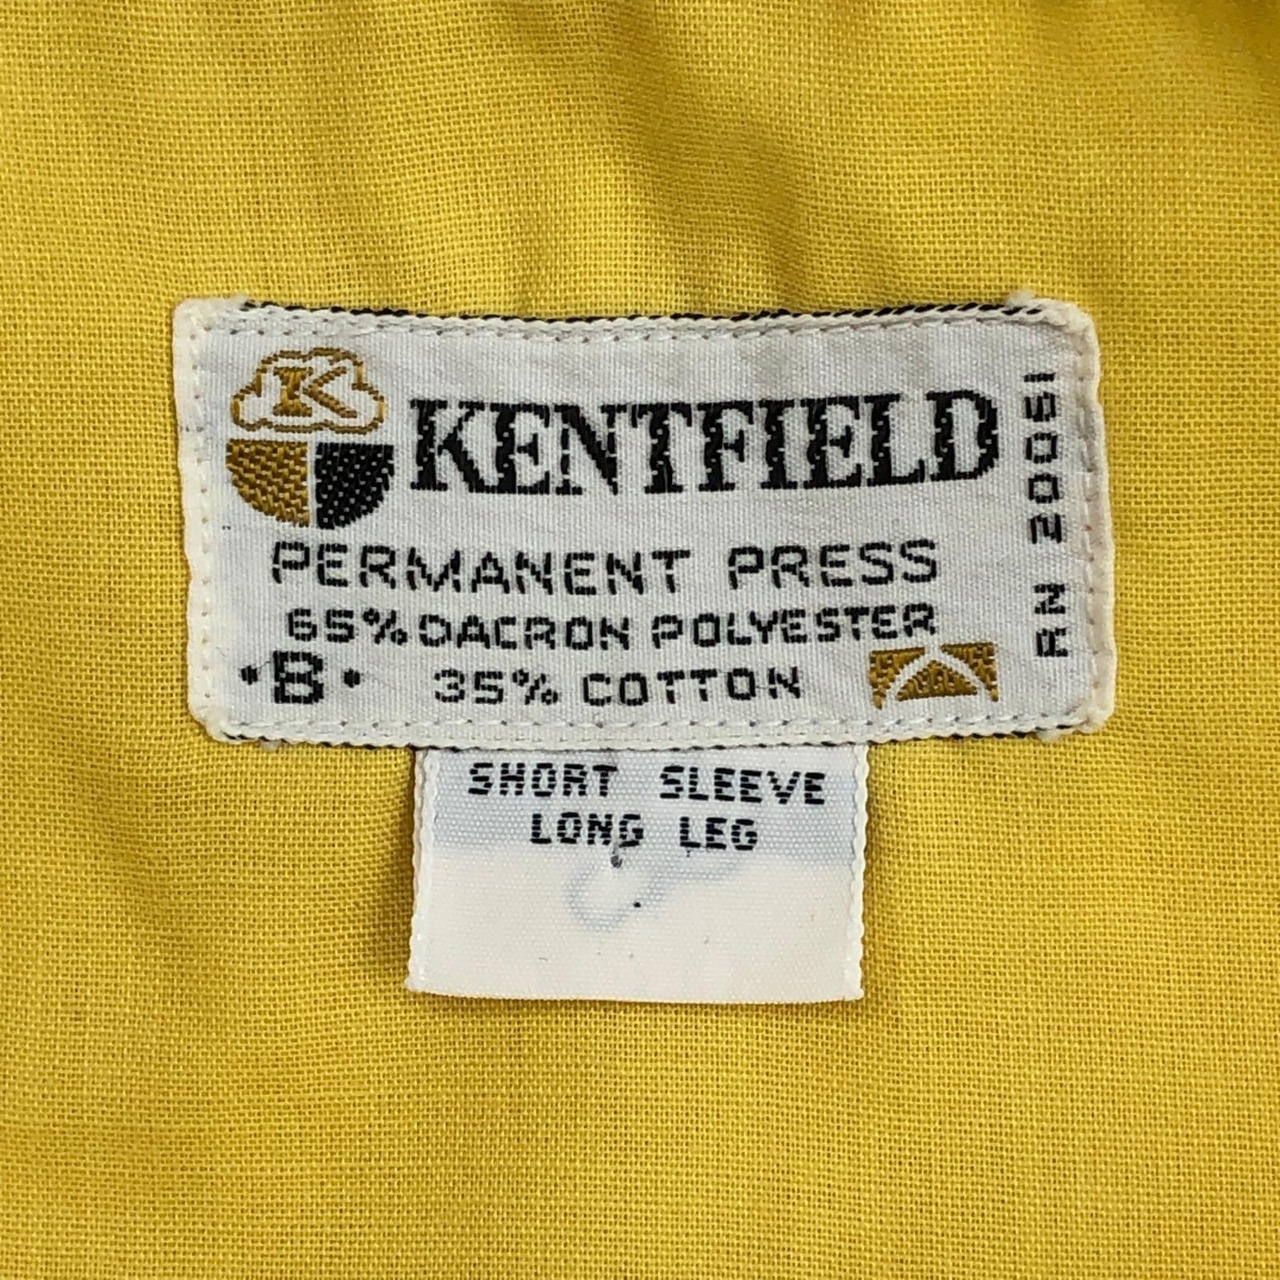 K
KENTFIELD
PERMANENT PRESS
65% DACRON POLYESTER
·B· 35% COTTON
RN 20051
SHORT SLEEVE
LONG LEG